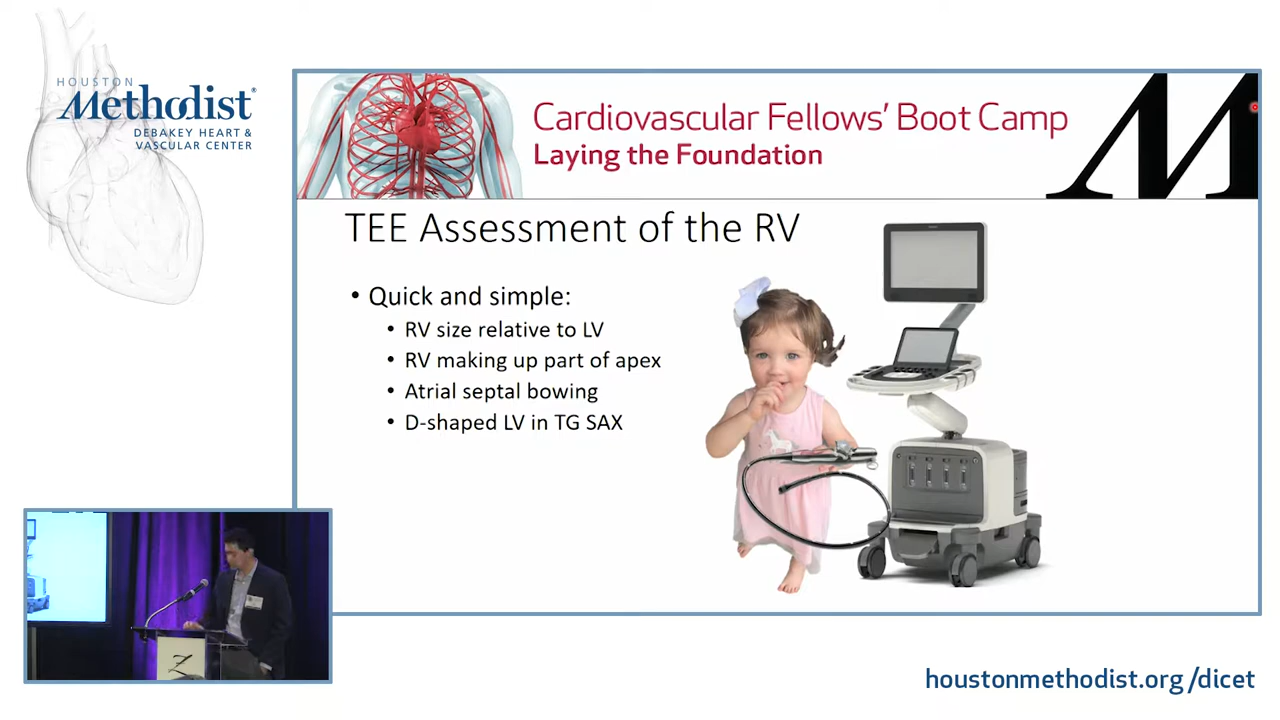 HOUSTON
Methodist®
DEBAKEY HEART &
VASCULAR CENTER
Cardiovascular Fellows' Boot Camp
Laying the Foundation
M
TEE Assessment of the RV
• Quick and simple:
• RV size relative to LV
• RV making up part of apex
• Atrial septal bowing
• D-shaped LV in TG SAX
houstonmethodist.org/dicet